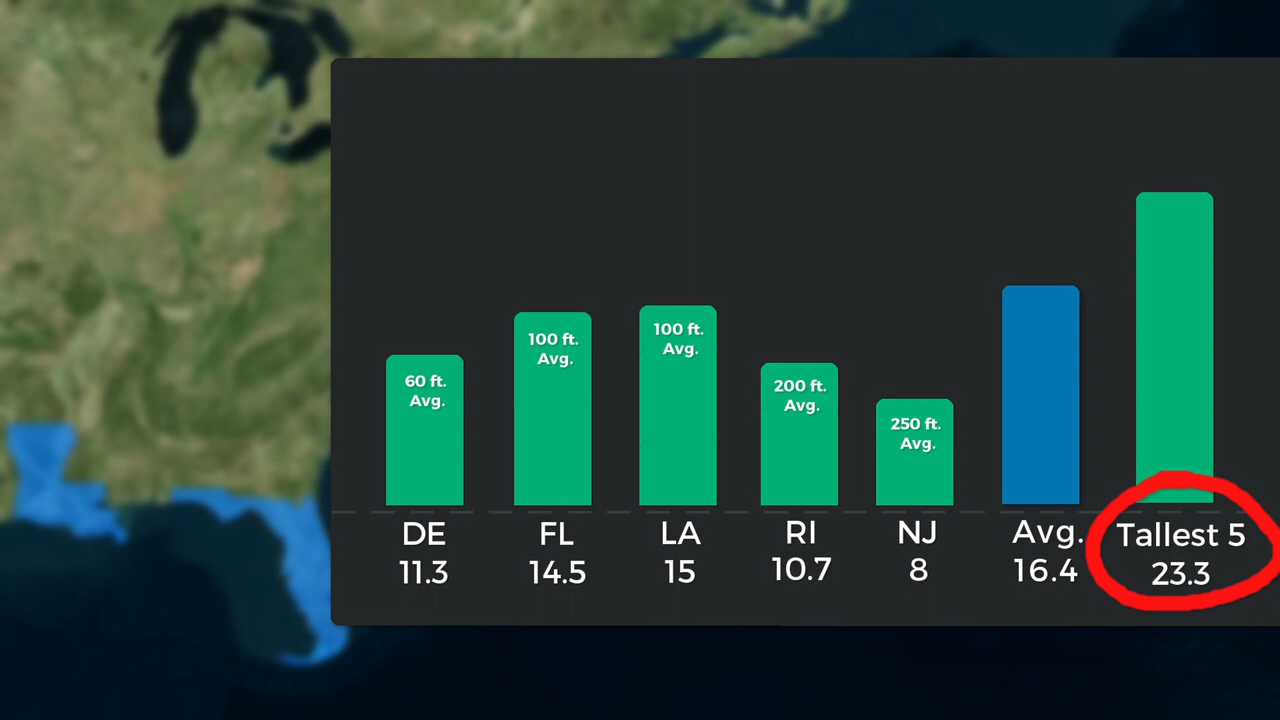 60 ft.
Avg.
100 ft.
Avg.
100 ft.
Avg.
200 ft.
Avg.
250 ft.
Avg.
DE
11.3
FL
14.5
LA
15
RI
10.7
NJ
8
Avg.
16.4
Tallest 5
23.3